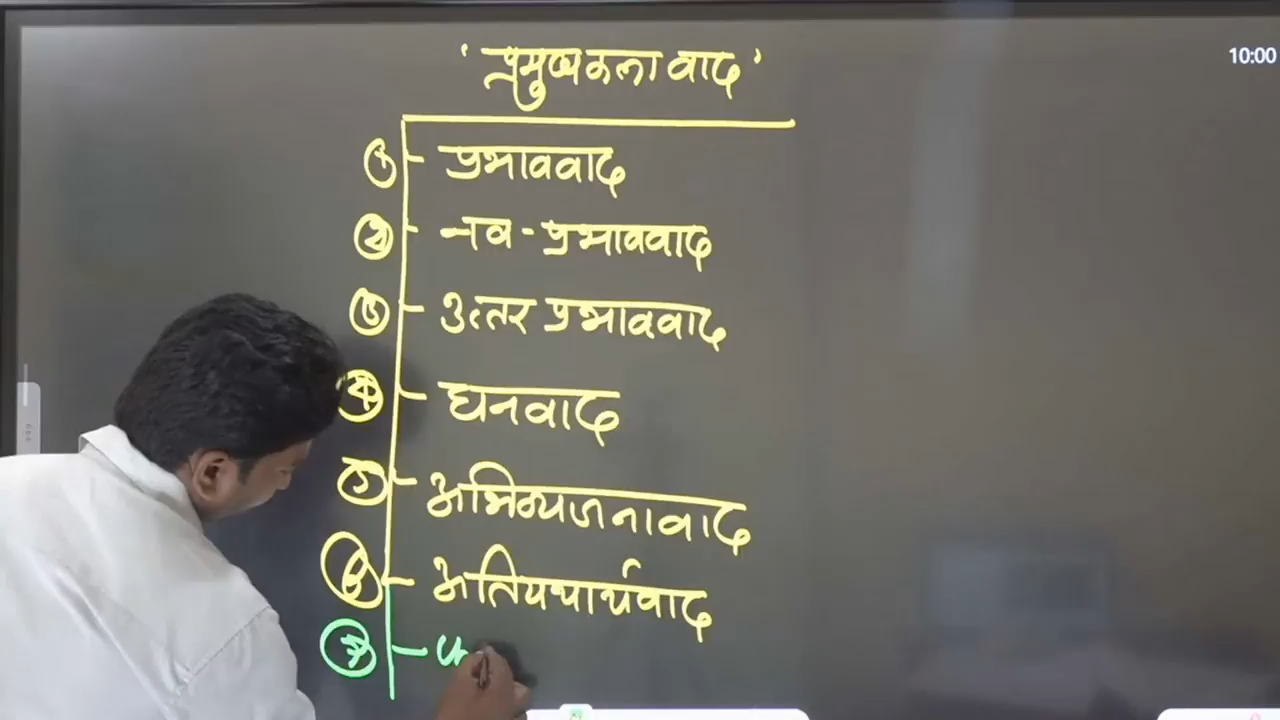 'प्रमुख कला वाद'
10:00
① प्रभाववाद
② नव-प्रभाववाद
③ उत्तर प्रभाववाद
④ घनवाद
⑤ अभिव्यजनावाद
⑥ अतियथार्थवाद
⑦